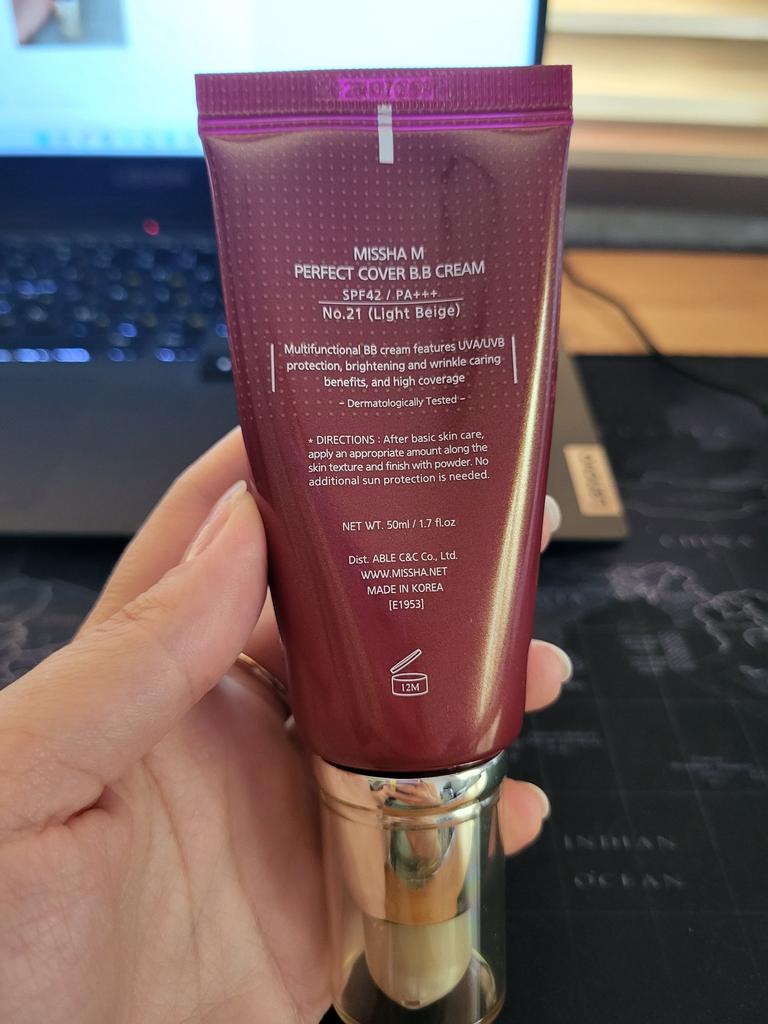 MISSHA M
PERFECT COVER B.B CREAM
SPF42 / PA+++
No.21 (Light Beige)
Multifunctional BB cream features UVA/UVB
protection, brightening and wrinkle caring
benefits, and high coverage
– Dermatologically Tested –
* DIRECTIONS : After basic skin care,
apply an appropriate amount along the
skin texture and finish with powder. No
additional sun protection is needed.
NET WT. 50ml / 1.7 fl.oz
Dist. ABLE C&C Co., Ltd.
WWW.MISSHA.NET
MADE IN KOREA
[E1953]
12M
INDIAN
OCEAN